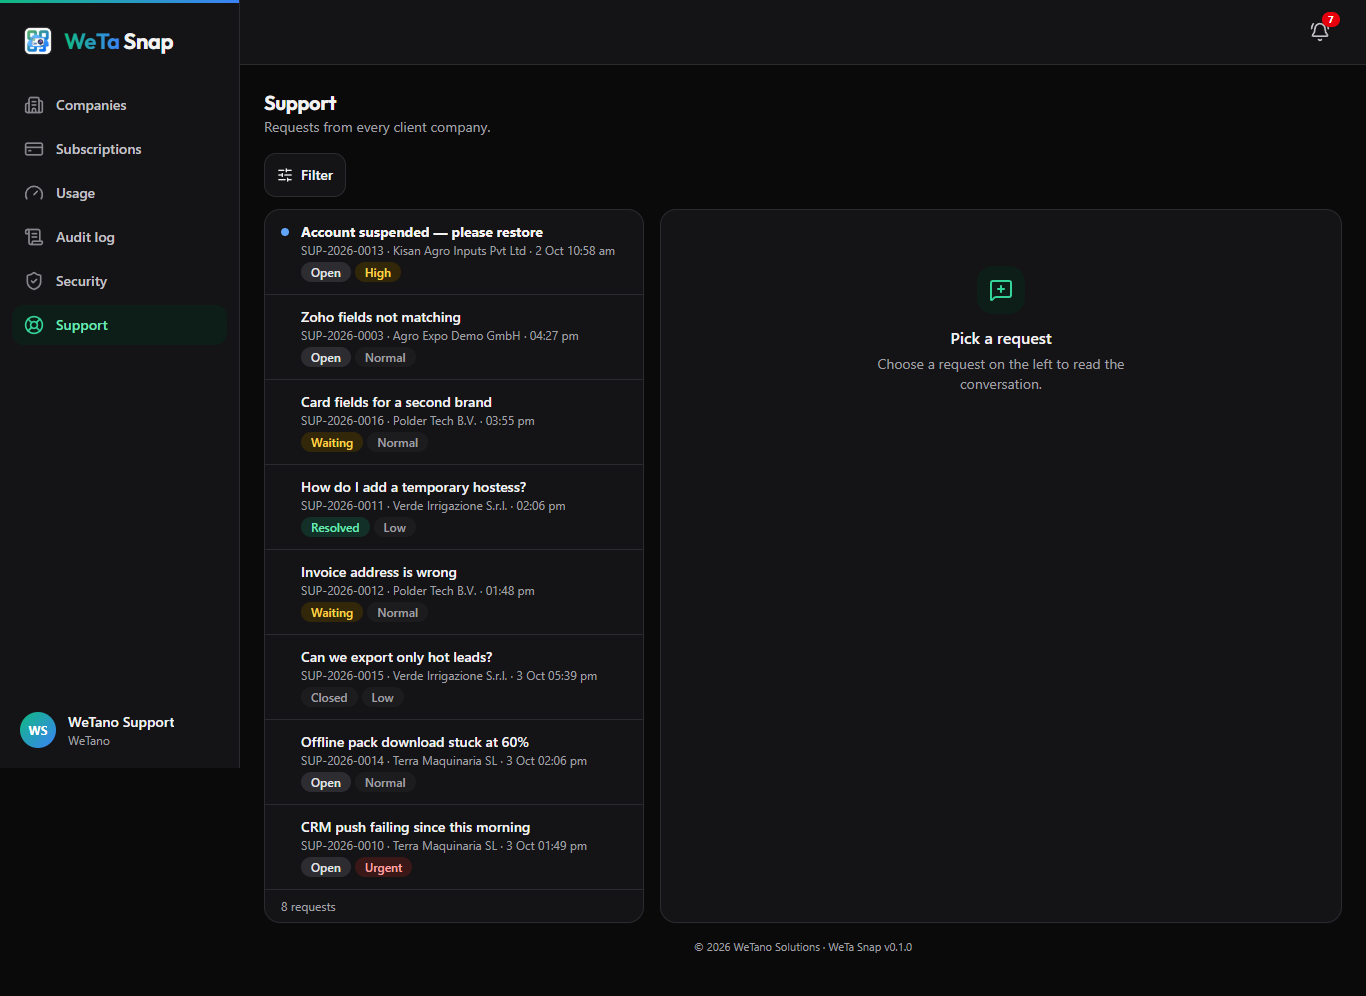 WeTa Snap
7
Companies
Subscriptions
Usage
Audit log
Security
Support
WS
WeTano Support
WeTano
Support
Requests from every client company.
Filter
Account suspended — please restore
SUP-2026-0013 · Kisan Agro Inputs Pvt Ltd · 2 Oct 10:58 am
Open High
Zoho fields not matching
SUP-2026-0003 · Agro Expo Demo GmbH · 04:27 pm
Open Normal
Card fields for a second brand
SUP-2026-0016 · Polder Tech B.V. · 03:55 pm
Waiting Normal
How do I add a temporary hostess?
SUP-2026-0011 · Verde Irrigazione S.r.l. · 02:06 pm
Resolved Low
Invoice address is wrong
SUP-2026-0012 · Polder Tech B.V. · 01:48 pm
Waiting Normal
Can we export only hot leads?
SUP-2026-0015 · Verde Irrigazione S.r.l. · 3 Oct 05:39 pm
Closed Low
Offline pack download stuck at 60%
SUP-2026-0014 · Terra Maquinaria SL · 3 Oct 02:06 pm
Open Normal
CRM push failing since this morning
SUP-2026-0010 · Terra Maquinaria SL · 3 Oct 01:49 pm
Open Urgent
8 requests
Pick a request
Choose a request on the left to read the
conversation.
© 2026 WeTano Solutions · WeTa Snap v0.1.0